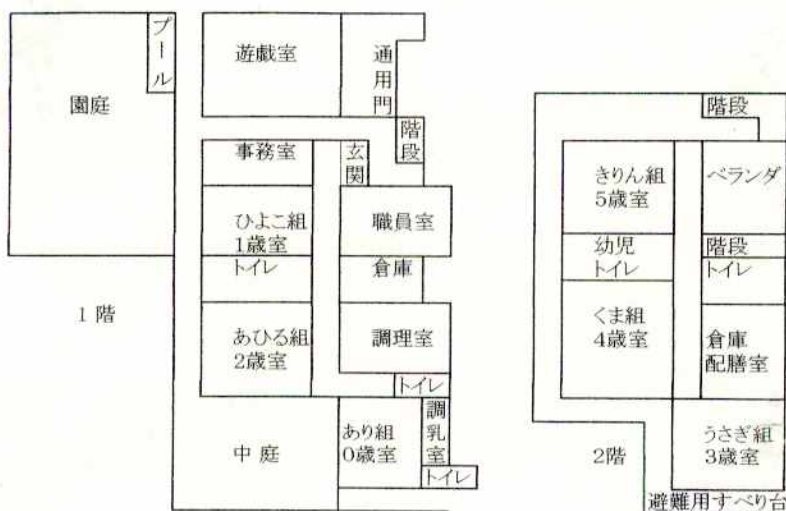 プール
園庭
遊戯室
通用門
階段
事務室
玄関
ひよこ組
1歳室
職員室
トイレ
倉庫
あひる組
2歳室
調理室
トイレ
中庭
あり組
0歳室
調乳室
トイレ
1階
階段
きりん組
5歳室
ベランダ
幼児
トイレ
階段
トイレ
くま組
4歳室
倉庫
配膳室
うさぎ組
3歳室
2階
避難用すべり台